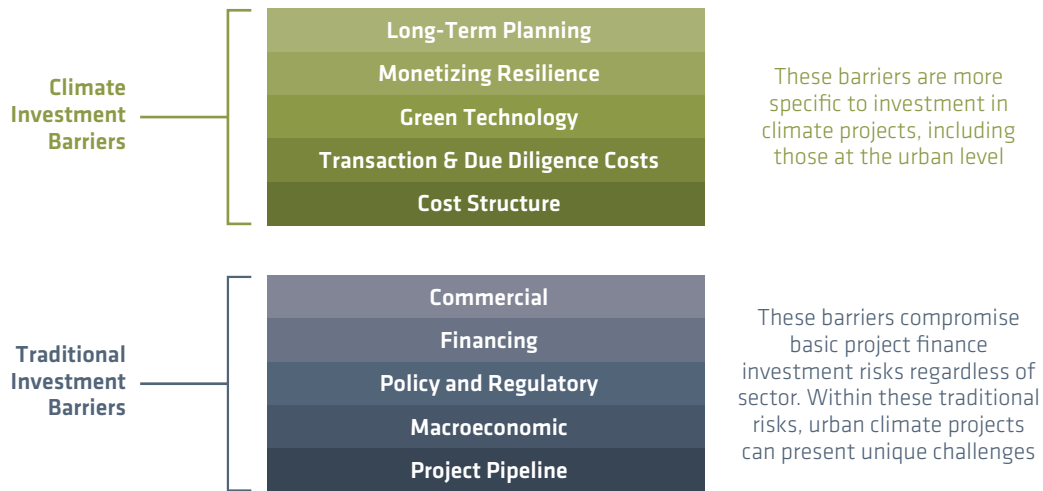 Climate
Investment
Barriers
Long-Term Planning
Monetizing Resilience
Green Technology
Transaction & Due Diligence Costs
Cost Structure
These barriers are more
specific to investment in
climate projects, including
those at the urban level
Traditional
Investment
Barriers
Commercial
Financing
Policy and Regulatory
Macroeconomic
Project Pipeline
These barriers compromise
basic project finance
investment risks regardless of
sector. Within these traditional
risks, urban climate projects
can present unique challenges